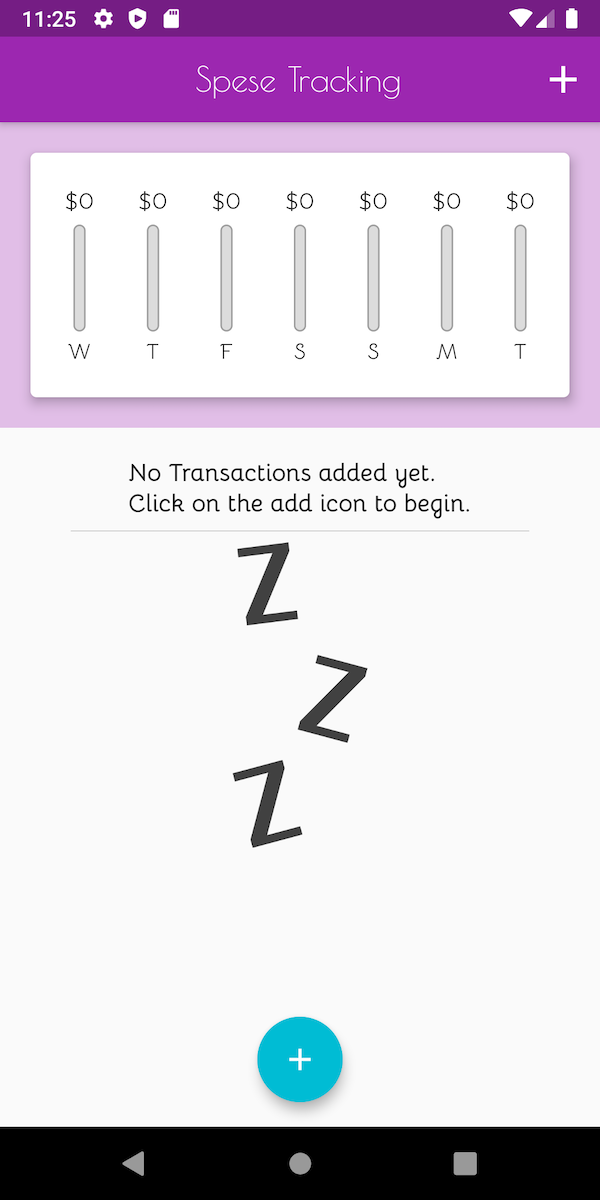 11:25
Spese Tracking
$0 $0 $0 $0 $0 $0 $0
W T F S S M T
No Transactions added yet.
Click on the add icon to begin.
Z
Z
Z